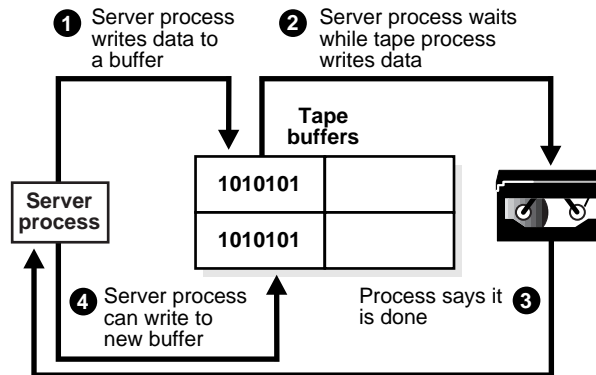 1 Server process
writes data to
a buffer
2 Server process waits
while tape process
writes data
Tape
buffers
1010101
1010101
Server
process
4 Server process
can write to
new buffer
Process says it 3
is done